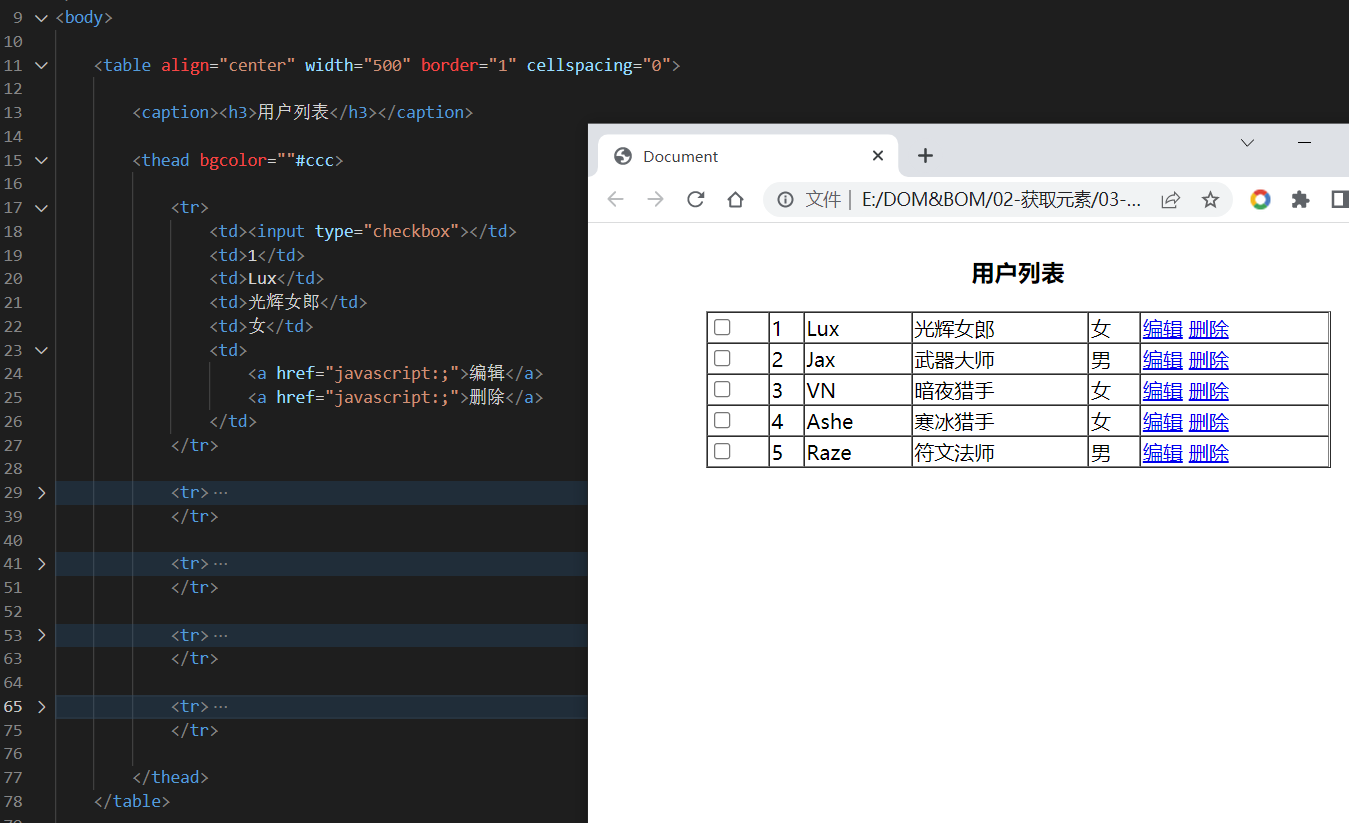 9 <body>
10
11 <table align="center" width="500" border="1" cellspacing="0">
12
13 <caption><h3>用户列表</h3></caption>
14
15 <thead bgcolor=""#ccc>
16
17 <tr>
18 <td><input type="checkbox"></td>
19 <td>1</td>
20 <td>Lux</td>
21 <td>光辉女郎</td>
22 <td>女</td>
23 <td>
24 <a href="javascript:;">编辑</a>
25 <a href="javascript:;">删除</a>
26 </td>
27 </tr>
28
29 <tr>···
39 </tr>
40
41 <tr>···
51 </tr>
52
53 <tr>···
63 </tr>
64
65 <tr>···
75 </tr>
76
77 </thead>
78 </table>
Document
文件 | E:/DOM&BOM/02-获取元素/03-...
用户列表
1 Lux 光辉女郎 女 编辑 删除
2 Jax 武器大师 男 编辑 删除
3 VN 暗夜猎手 女 编辑 删除
4 Ashe 寒冰猎手 女 编辑 删除
5 Raze 符文法师 男 编辑 删除